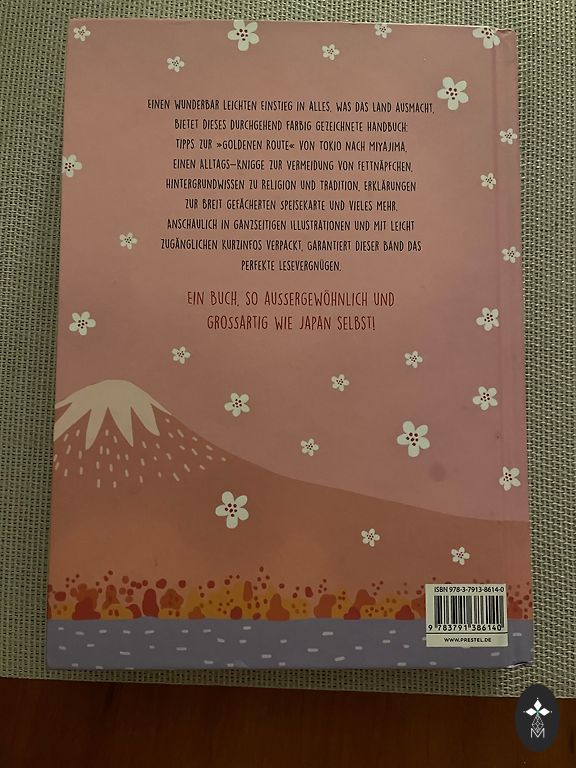 EINEN WUNDERBAR LEICHTEN EINSTIEG IN ALLES, WAS DAS LAND AUSMACHT,
BIETET DIESES DURCHGEHEND FARBIG GEZEICHNETE HANDBUCH:
TIPPS ZUR »GOLDENEN ROUTE« VON TOKIO NACH MIYAJIMA,
EINEN ALLTAGS-KNIGGE ZUR VERMEIDUNG VON FETTNÄPFCHEN,
HINTERGRUNDWISSEN ZU RELIGION UND TRADITION, ERKLÄRUNGEN
ZUR BREIT GEFÄCHERTEN SPEISEKARTE UND VIELES MEHR.
ANSCHAULICH IN GANZSEITIGEN ILLUSTRATIONEN UND MIT LEICHT
ZUGÄNGLICHEN KURZINFOS VERPACKT, GARANTIERT DIESER BAND DAS
PERFEKTE LESEVERGNÜGEN.
EIN BUCH, SO AUSSERGEWÖHNLICH UND
GROSSARTIG WIE JAPAN SELBST!
ISBN 978-3-7913-8614-0
9 783791 386140
WWW.PRESTEL.DE
M